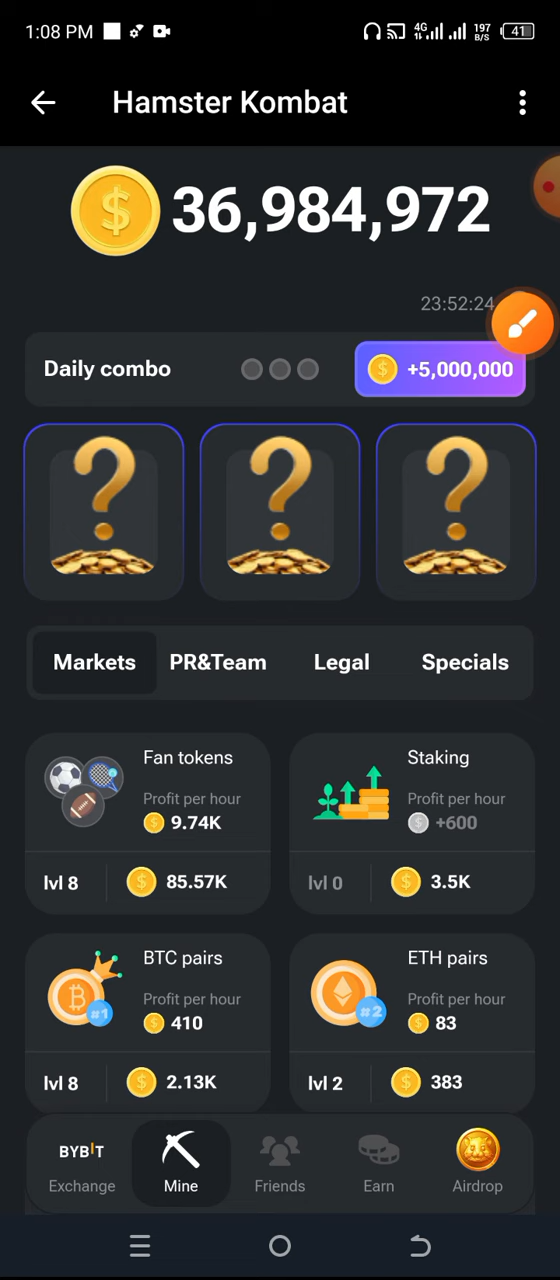 1:08 PM 4G 197 B/S 41
Hamster Kombat
$ 36,984,972
23:52:24
Daily combo $ +5,000,000
? ? ?
Markets PR&Team Legal Specials
Fan tokens
Profit per hour
$ 9.74K
lvl 8 $ 85.57K
Staking
Profit per hour
$ +600
lvl 0 $ 3.5K
BTC pairs
#1
Profit per hour
$ 410
lvl 8 $ 2.13K
ETH pairs
#2
Profit per hour
$ 83
lvl 2 $ 383
BYBIT
Exchange Mine Friends Earn Airdrop